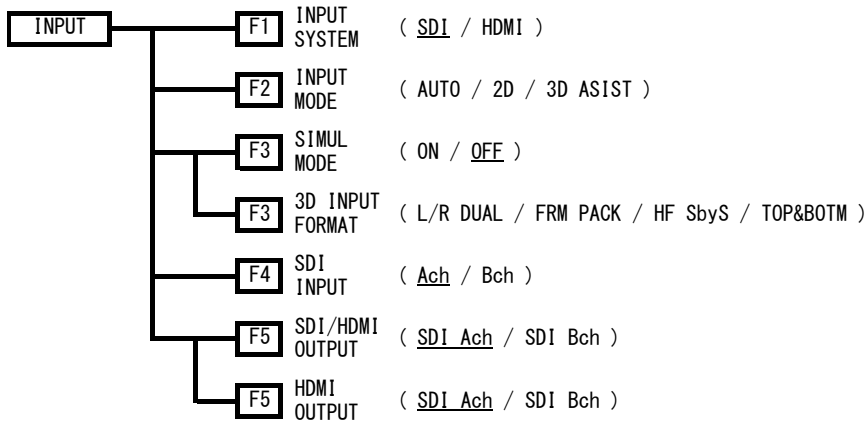 INPUT
F1 INPUT SYSTEM ( SDI / HDMI )
F2 INPUT MODE ( AUTO / 2D / 3D ASIST )
F3 SIMUL MODE ( ON / OFF )
F3 3D INPUT FORMAT ( L/R DUAL / FRM PACK / HF SbyS / TOP&BOTM )
F4 SDI INPUT ( Ach / Bch )
F5 SDI/HDMI OUTPUT ( SDI Ach / SDI Bch )
F5 HDMI OUTPUT ( SDI Ach / SDI Bch )